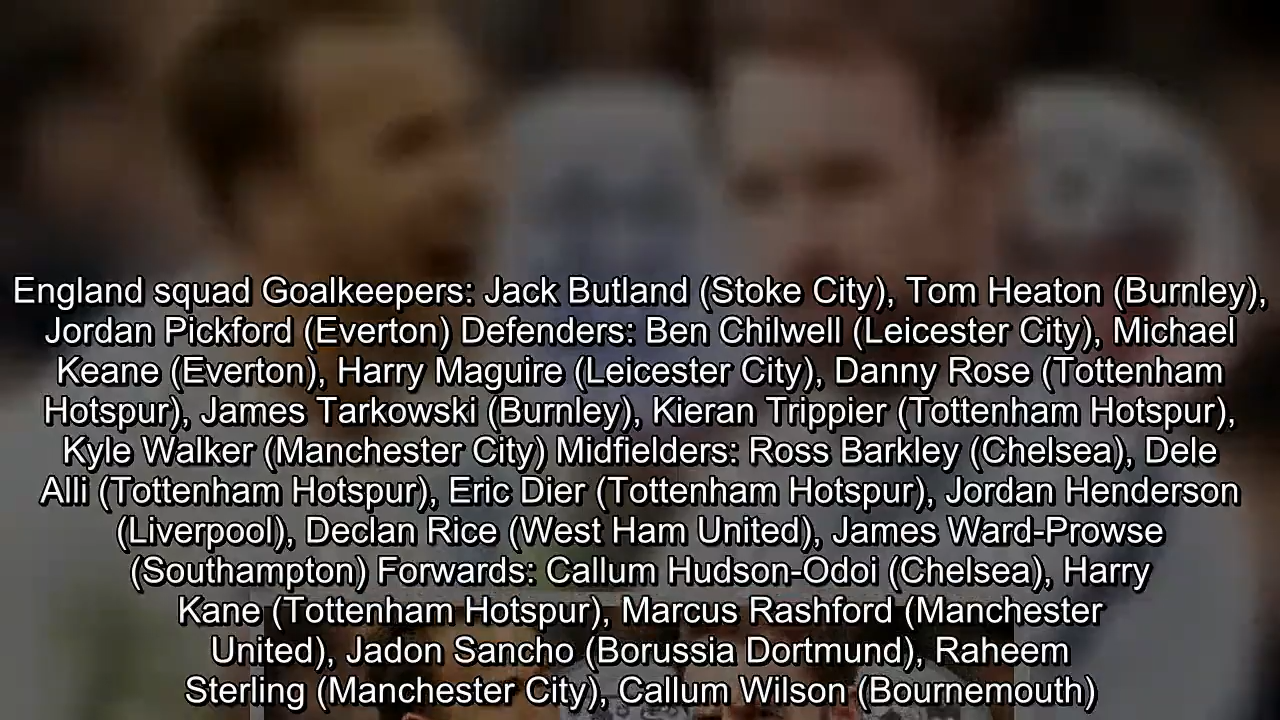 England squad Goalkeepers: Jack Butland (Stoke City), Tom Heaton (Burnley),
Jordan Pickford (Everton) Defenders: Ben Chilwell (Leicester City), Michael
Keane (Everton), Harry Maguire (Leicester City), Danny Rose (Tottenham
Hotspur), James Tarkowski (Burnley), Kieran Trippier (Tottenham Hotspur),
Kyle Walker (Manchester City) Midfielders: Ross Barkley (Chelsea), Dele
Alli (Tottenham Hotspur), Eric Dier (Tottenham Hotspur), Jordan Henderson
(Liverpool), Declan Rice (West Ham United), James Ward-Prowse
(Southampton) Forwards: Callum Hudson-Odoi (Chelsea), Harry
Kane (Tottenham Hotspur), Marcus Rashford (Manchester
United), Jadon Sancho (Borussia Dortmund), Raheem
Sterling (Manchester City), Callum Wilson (Bournemouth)